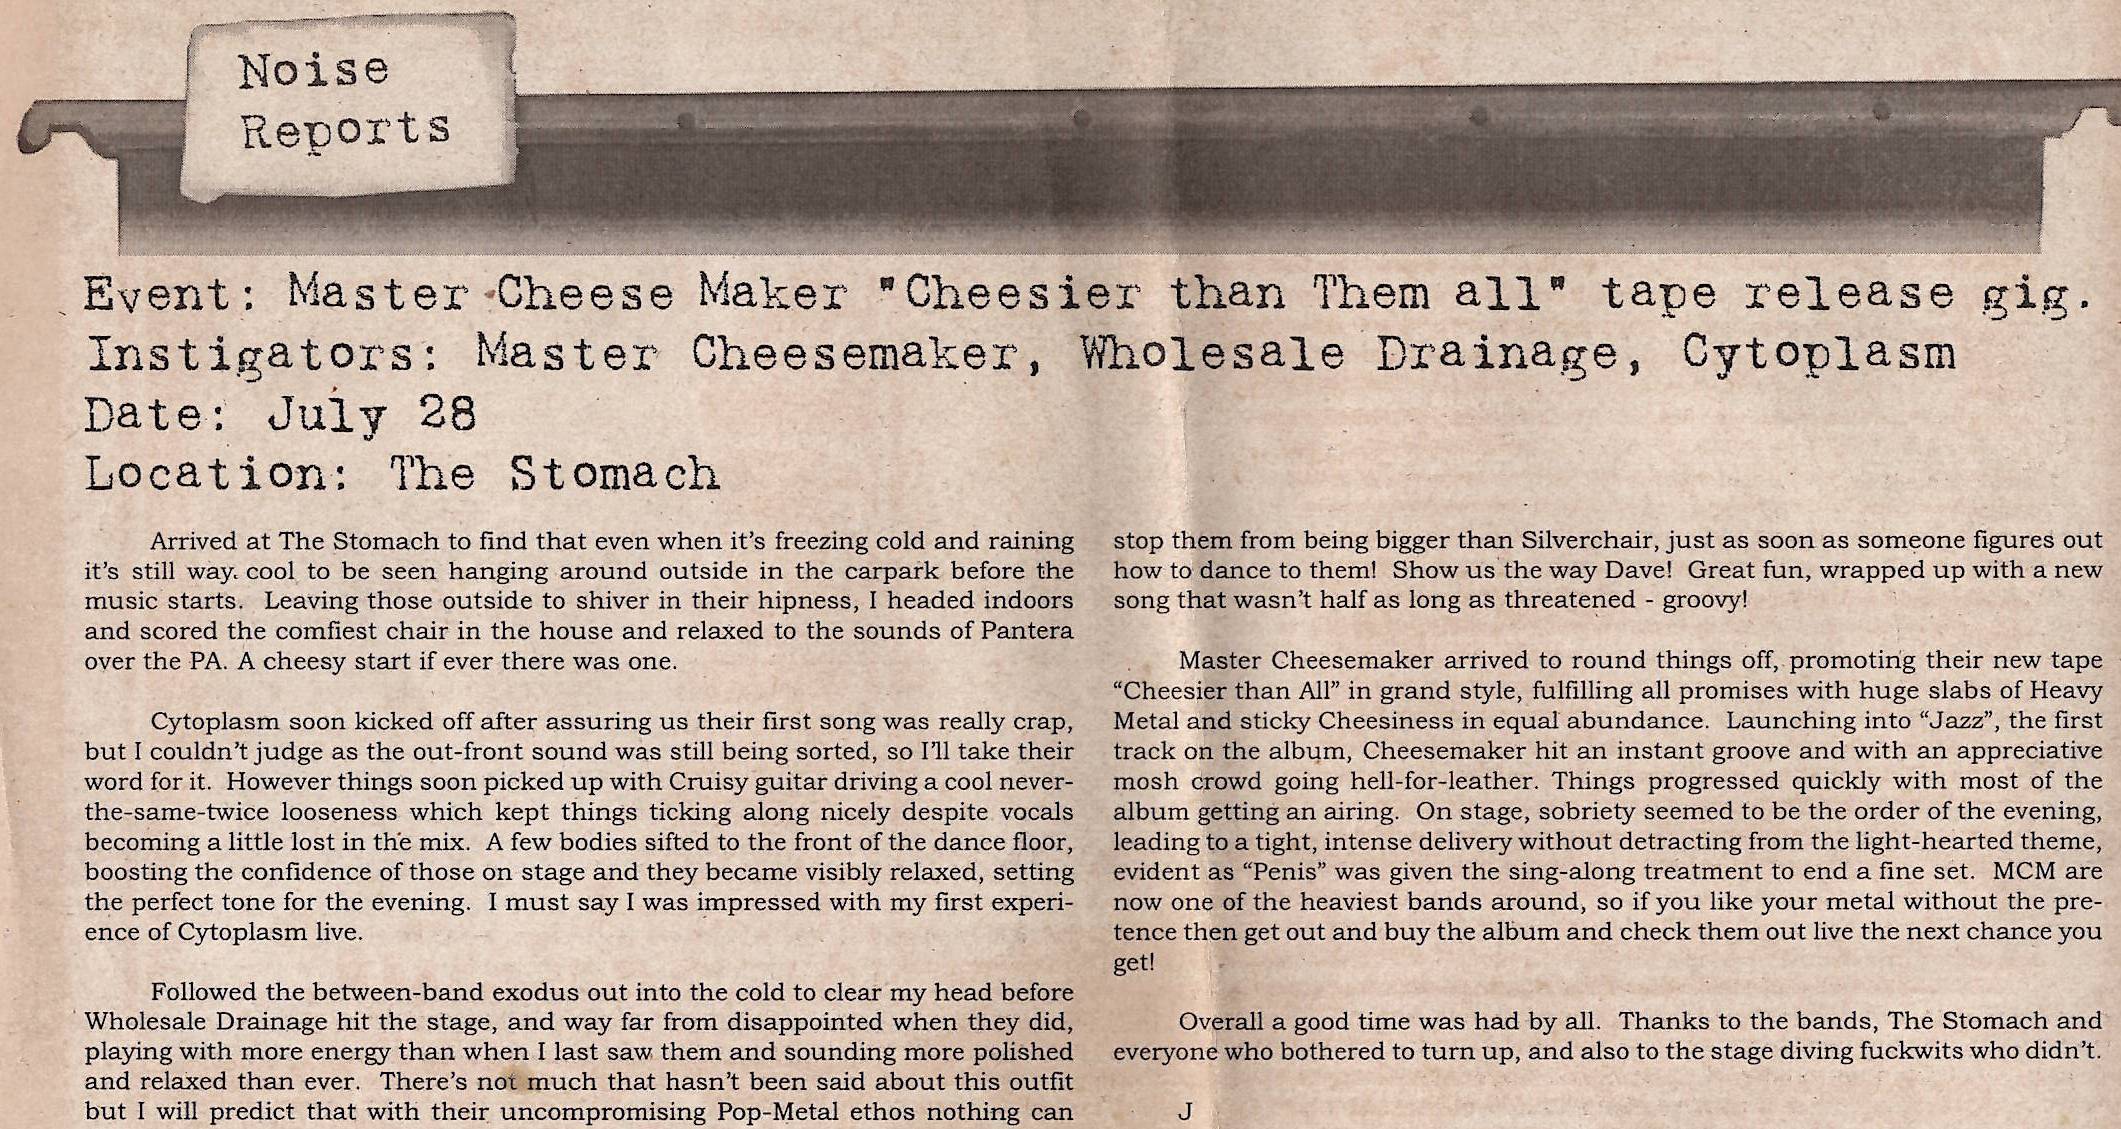 Noise
Reports
Event: Master Cheese Maker "Cheesier than Them all" tape release gig.
Instigators: Master Cheesemaker, Wholesale Drainage, Cytoplasm
Date: July 28
Location: The Stomach
Arrived at The Stomach to find that even when it’s freezing cold and raining
it’s still way cool to be seen hanging around outside in the carpark before the
music starts. Leaving those outside to shiver in their hipness, I headed indoors
and scored the comfiest chair in the house and relaxed to the sounds of Pantera
over the PA. A cheesy start if ever there was one.
Cytoplasm soon kicked off after assuring us their first song was really crap,
but I couldn’t judge as the out-front sound was still being sorted, so I’ll take their
word for it. However things soon picked up with Cruisy guitar driving a cool never-
the-same-twice looseness which kept things ticking along nicely despite vocals
becoming a little lost in the mix. A few bodies sifted to the front of the dance floor,
boosting the confidence of those on stage and they became visibly relaxed, setting
the perfect tone for the evening. I must say I was impressed with my first experi-
ence of Cytoplasm live.
Followed the between-band exodus out into the cold to clear my head before
Wholesale Drainage hit the stage, and way far from disappointed when they did,
playing with more energy than when I last saw them and sounding more polished
and relaxed than ever. There’s not much that hasn’t been said about this outfit
but I will predict that with their uncompromising Pop-Metal ethos nothing can
stop them from being bigger than Silverchair, just as soon as someone figures out
how to dance to them! Show us the way Dave! Great fun, wrapped up with a new
song that wasn’t half as long as threatened - groovy!
Master Cheesemaker arrived to round things off, promoting their new tape
“Cheesier than All” in grand style, fulfilling all promises with huge slabs of Heavy
Metal and sticky Cheesiness in equal abundance. Launching into “Jazz”, the first
track on the album, Cheesemaker hit an instant groove and with an appreciative
mosh crowd going hell-for-leather. Things progressed quickly with most of the
album getting an airing. On stage, sobriety seemed to be the order of the evening,
leading to a tight, intense delivery without detracting from the light-hearted theme,
evident as “Penis” was given the sing-along treatment to end a fine set. MCM are
now one of the heaviest bands around, so if you like your metal without the pre-
tence then get out and buy the album and check them out live the next chance you
get!
Overall a good time was had by all. Thanks to the bands, The Stomach and
everyone who bothered to turn up, and also to the stage diving fuckwits who didn’t.
J